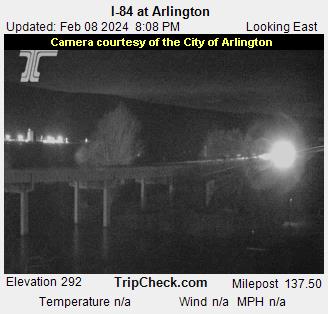 I-84 at Arlington
Updated: Feb 08 2024 8:08 PM Looking East
Camera courtesy of the City of Arlington
Elevation 292 TripCheck.com Milepost 137.50
Temperature n/a Wind n/a MPH n/a